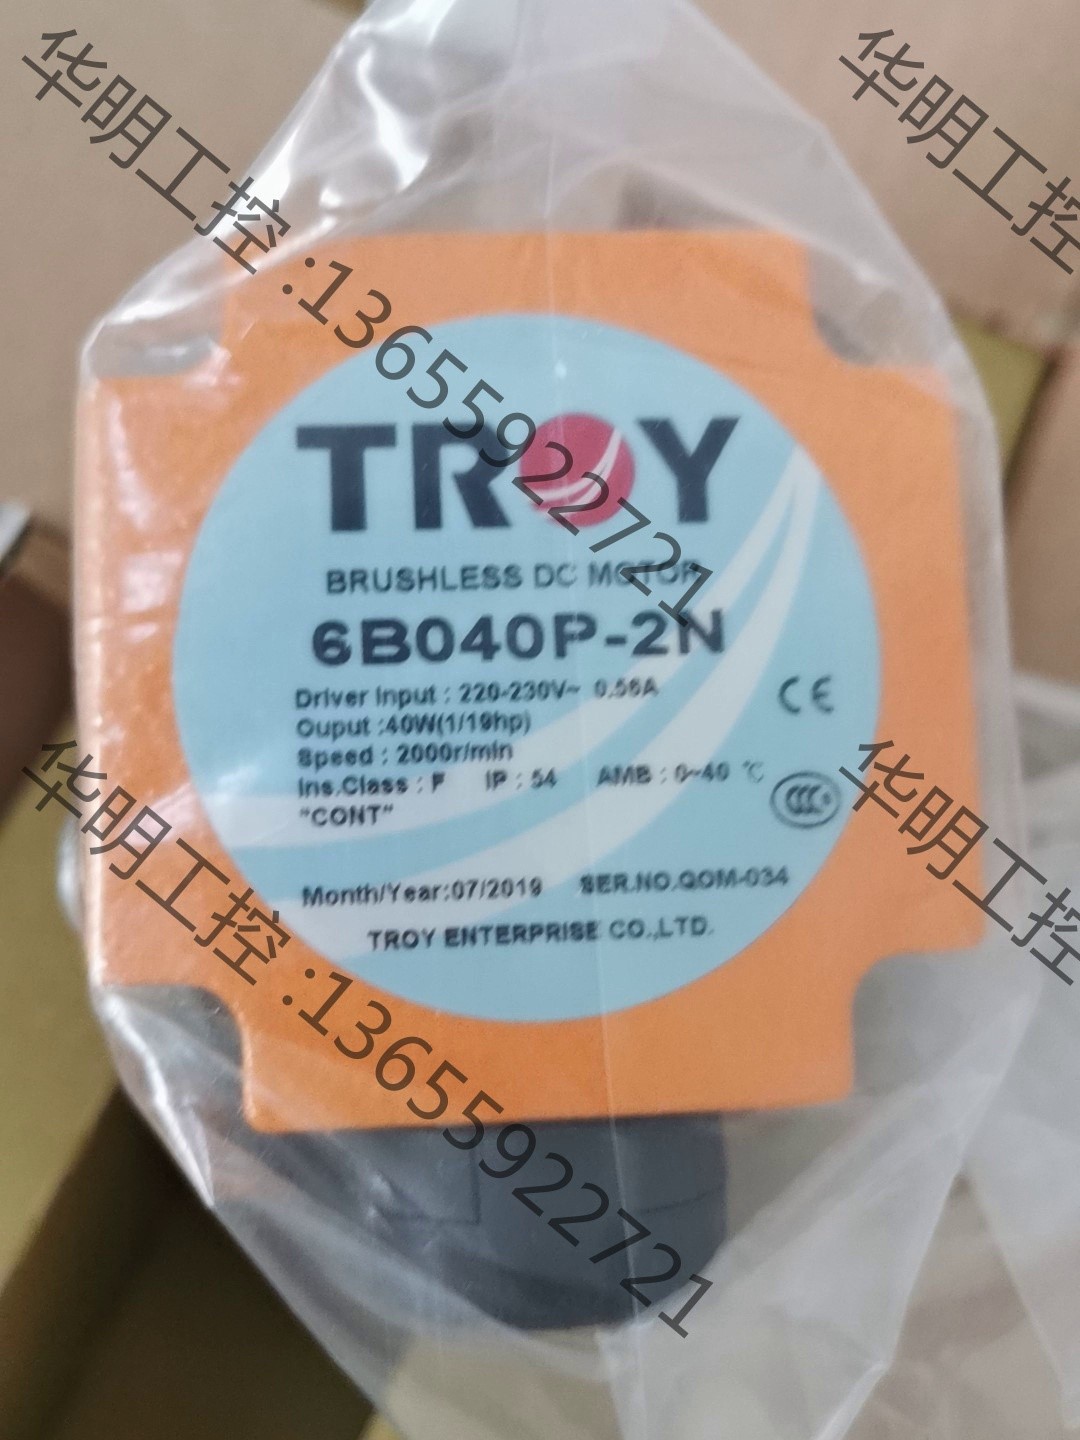 华明工控 :13655922721
华明工控
TROY
BRUSHLESS DC MOTOR
6B040P-2N
Driver Input : 220-230V~ 0.56A
Ouput :40W(1/19hp)
Speed : 2000r/min
Ins.Class : F IP : 54 AMB : 0~40 ℃
"CONT"
CE
CCC
Month/Year:07/2019 SER.NO.QOM-034
TROY ENTERPRISE CO.,LTD.
华明工控 :13655922721
华明工控